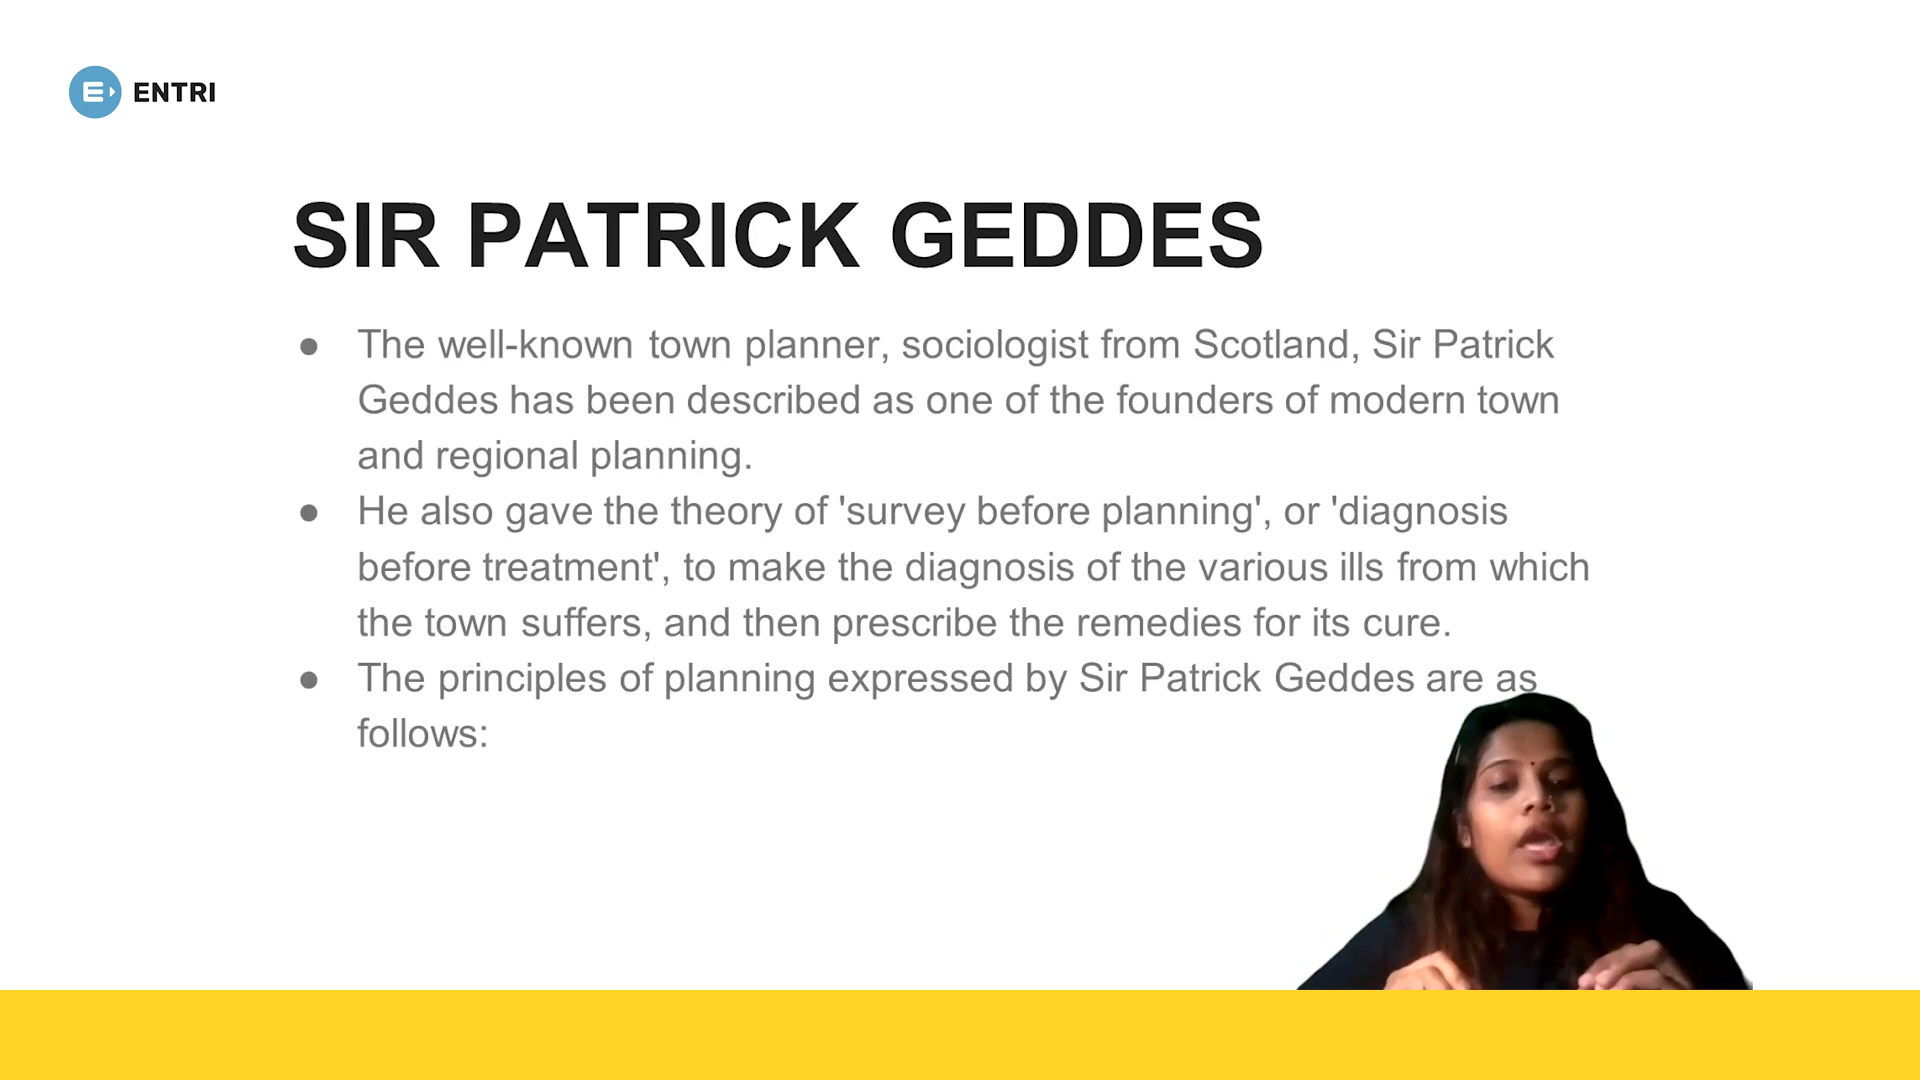 ENTRI
SIR PATRICK GEDDES
● The well-known town planner, sociologist from Scotland, Sir Patrick
Geddes has been described as one of the founders of modern town
and regional planning.
● He also gave the theory of 'survey before planning', or 'diagnosis
before treatment', to make the diagnosis of the various ills from which
the town suffers, and then prescribe the remedies for its cure.
● The principles of planning expressed by Sir Patrick Geddes are as
follows: